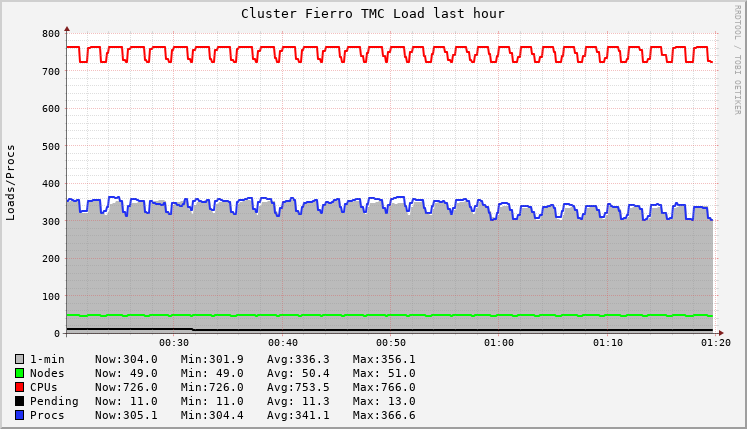 Cluster Fierro TMC Load last hour
RRDTOOL / TOBI OETIKER
Loads/Procs
800
700
600
500
400
300
200
100
0
00:30 00:40 00:50 01:00 01:10 01:20
1-min Now:304.0 Min:301.9 Avg:336.3 Max:356.1
Nodes Now: 49.0 Min: 49.0 Avg: 50.4 Max: 51.0
CPUs Now:726.0 Min:726.0 Avg:753.5 Max:766.0
Pending Now: 11.0 Min: 11.0 Avg: 11.3 Max: 13.0
Procs Now:305.1 Min:304.4 Avg:341.1 Max:366.6